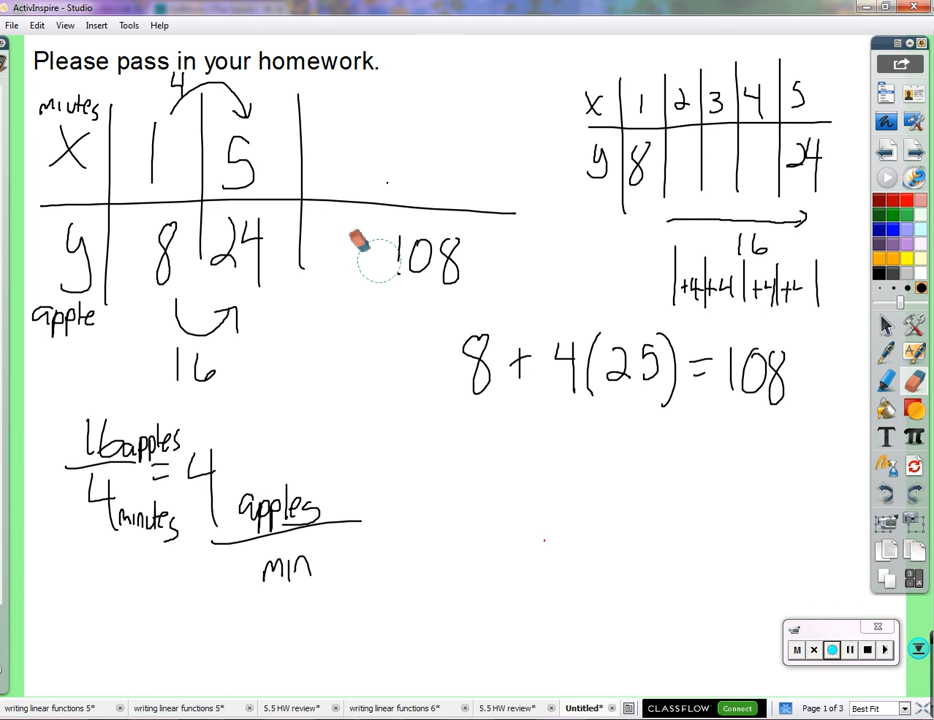 ActivInspire - Studio
File Edit View Insert Tools Help
Please pass in your homework.
4
miutes
x 1 5
y 8 24 108
apple
16
x 1 2 3 4 5
y 8 24
16
+4 +4 +4 +4
8 + 4(25) = 108
16 apples
4 minutes
= 4 apples
min
M
writing linear functions 5* writing linear functions 5* 5.5 HW review* writing linear functions 6* 5.5 HW review* Untitled* CLASSFLOW Connect Page 1 of 3 Best Fit